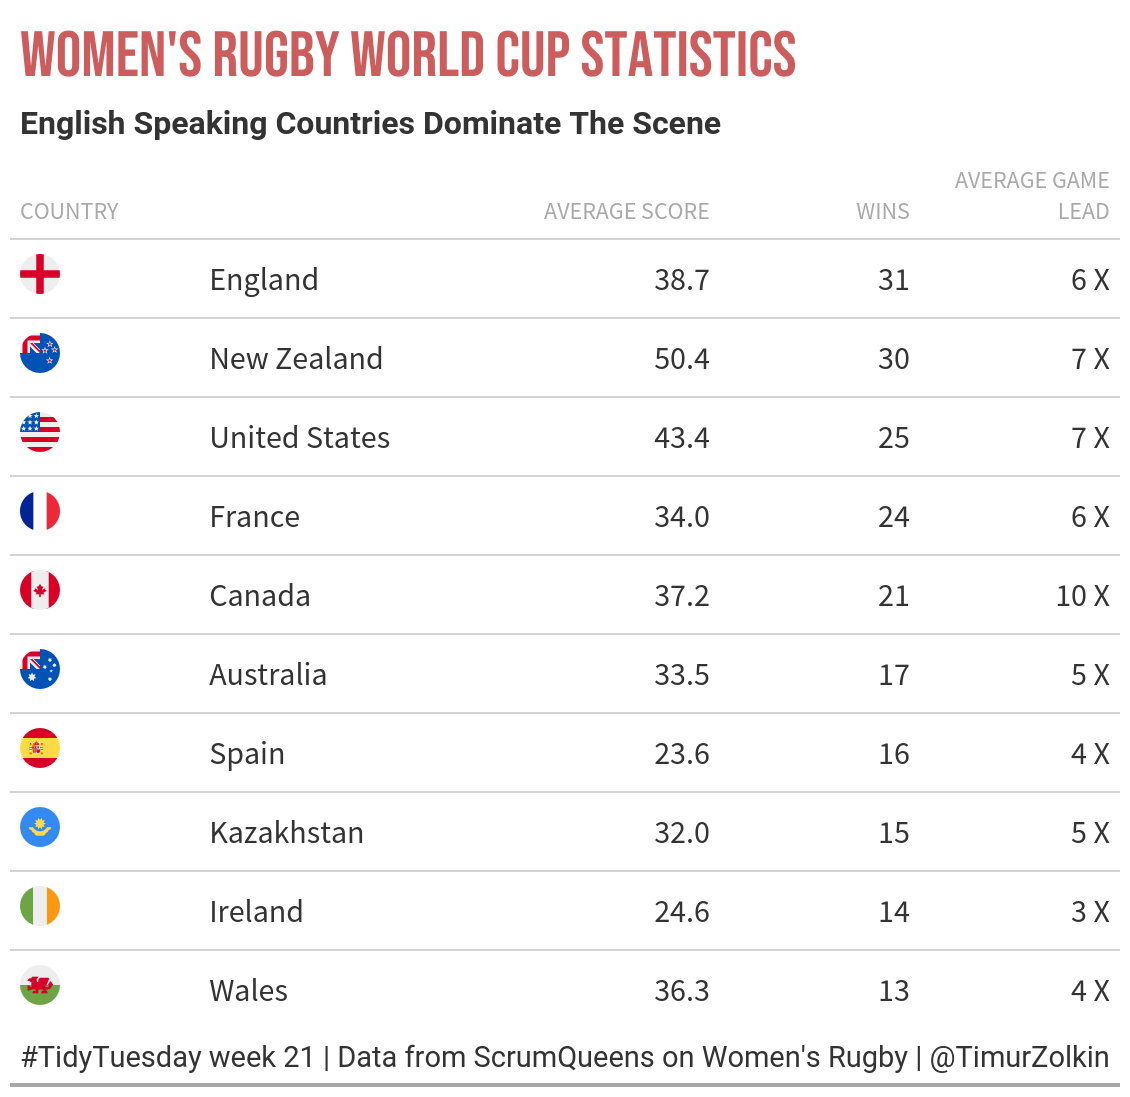 WOMEN'S RUGBY WORLD CUP STATISTICS
English Speaking Countries Dominate The Scene
COUNTRY AVERAGE SCORE WINS AVERAGE GAME LEAD
England 38.7 31 6 X
New Zealand 50.4 30 7 X
United States 43.4 25 7 X
France 34.0 24 6 X
Canada 37.2 21 10 X
Australia 33.5 17 5 X
Spain 23.6 16 4 X
Kazakhstan 32.0 15 5 X
Ireland 24.6 14 3 X
Wales 36.3 13 4 X
#TidyTuesday week 21 | Data from ScrumQueens on Women's Rugby | @TimurZolkin